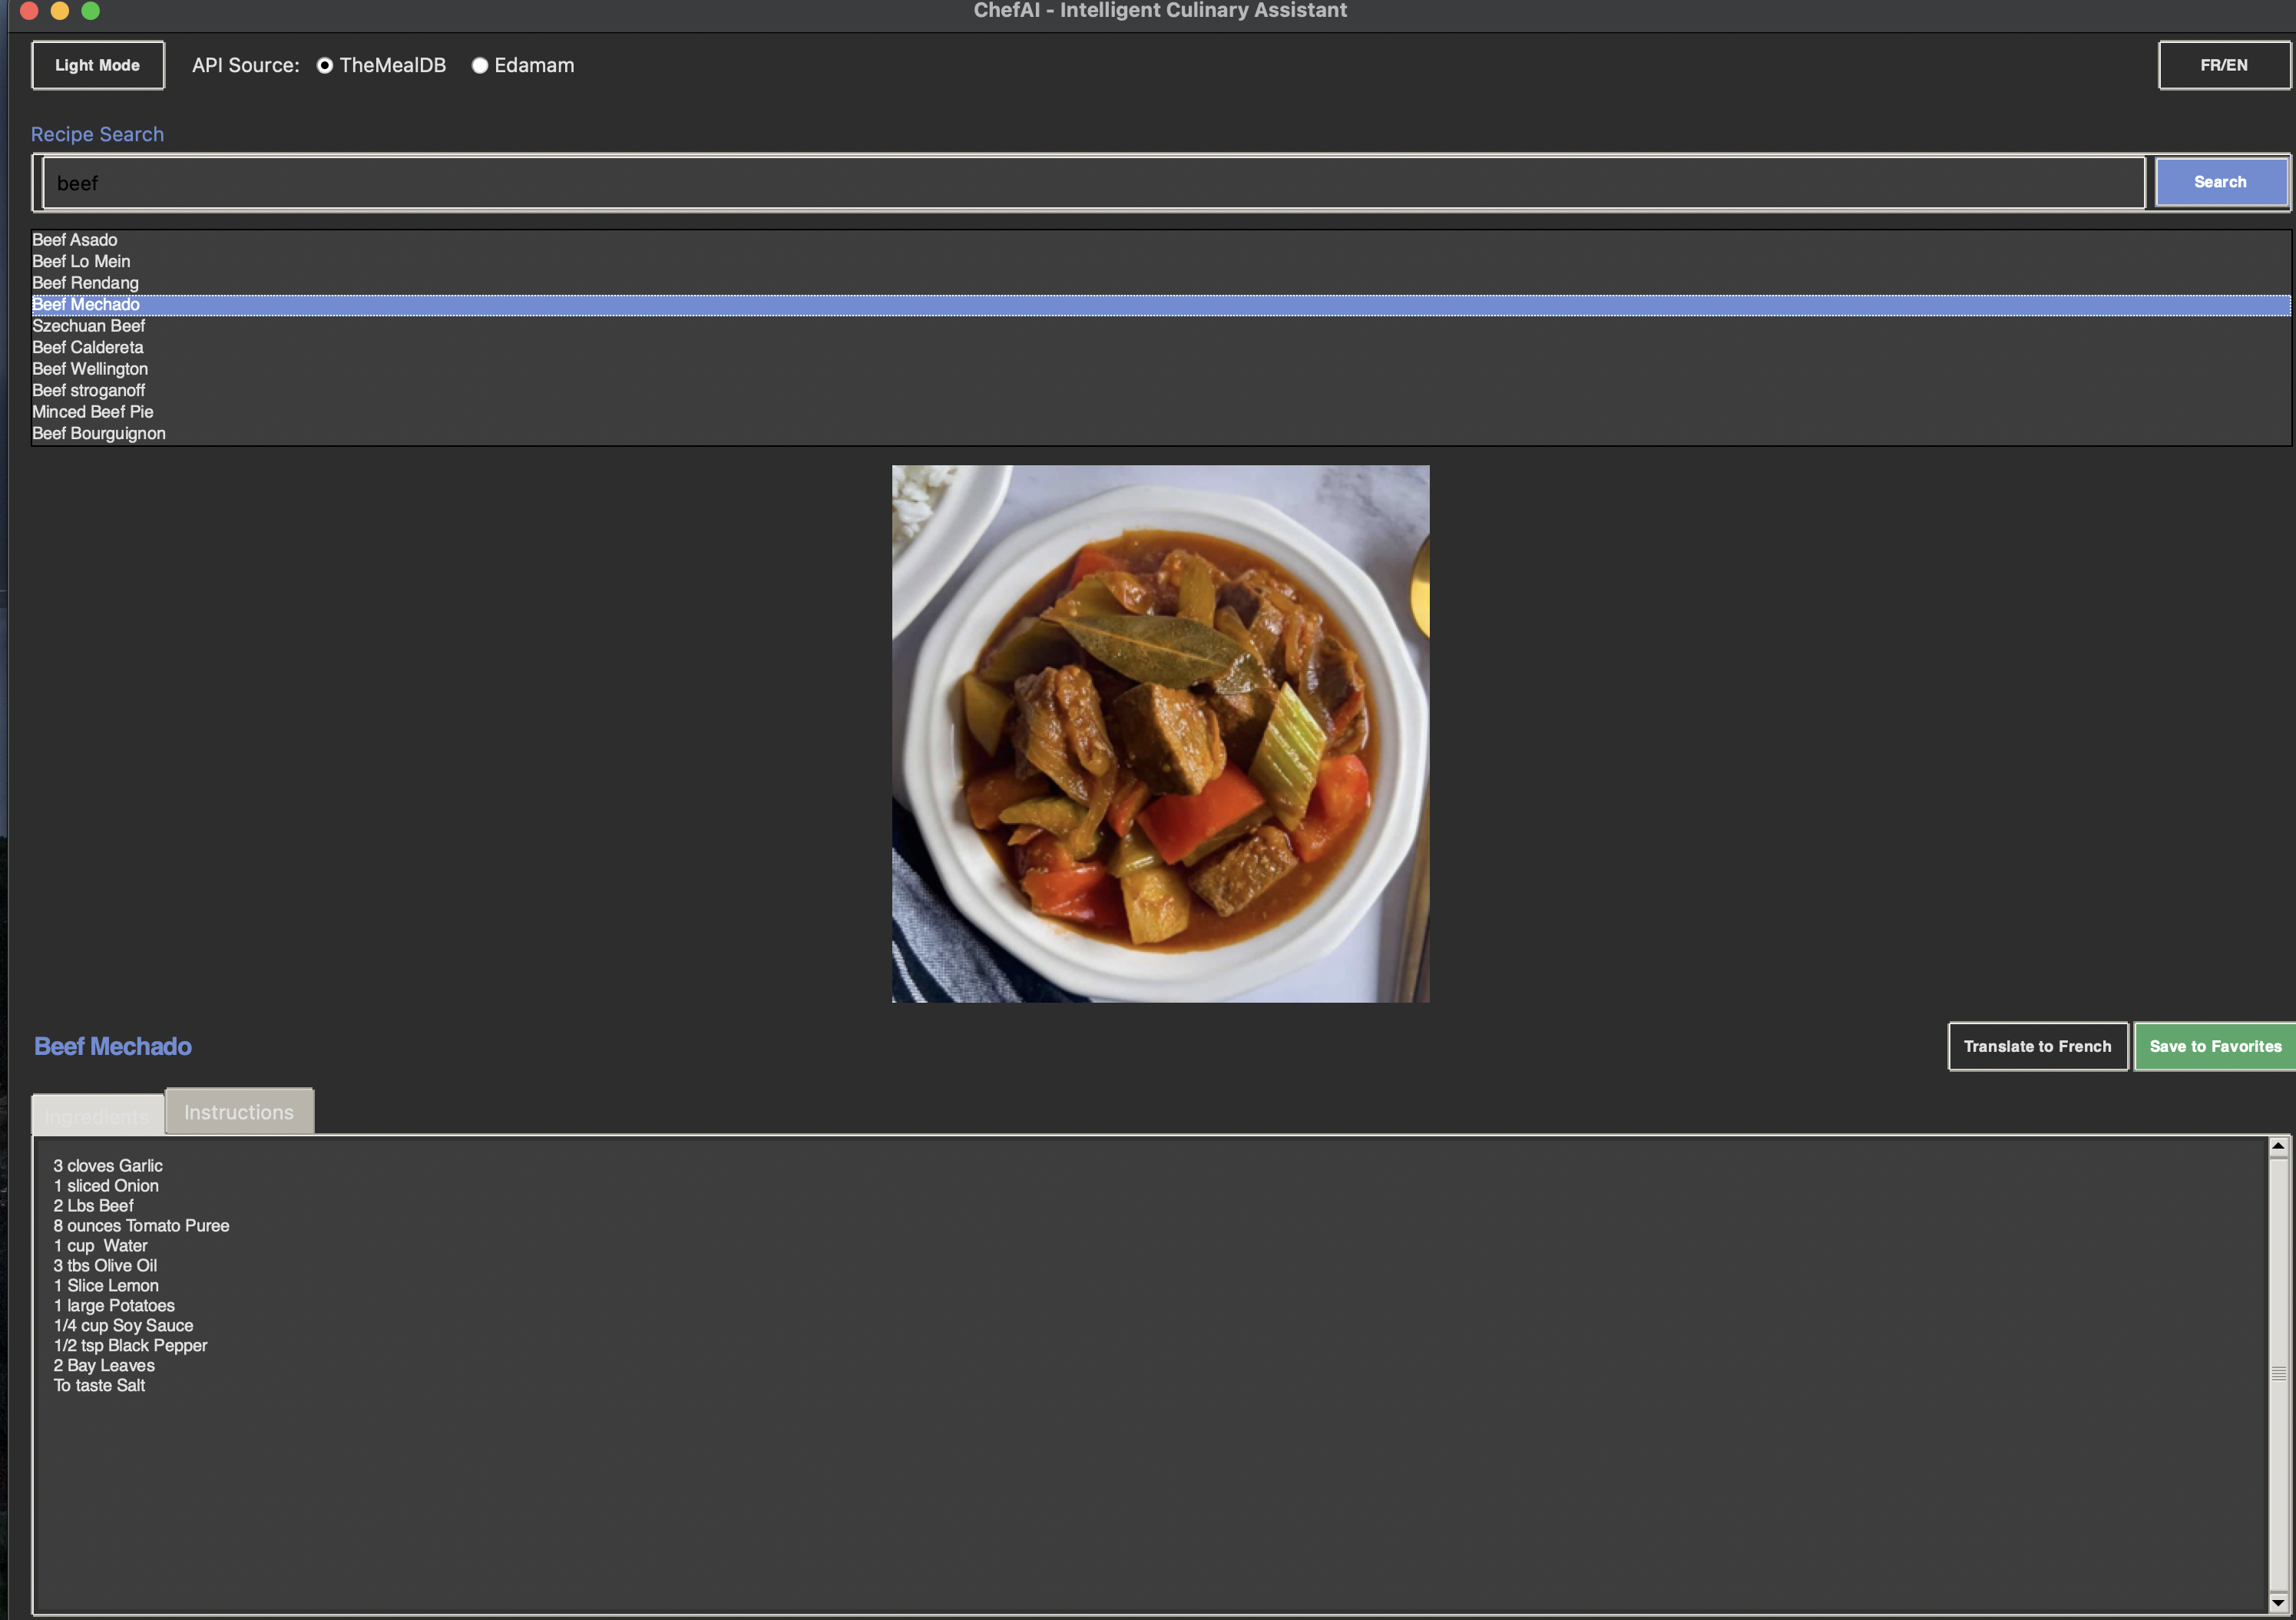 ChefAI - Intelligent Culinary Assistant
Light Mode API Source: TheMealDB Edamam FR/EN
Recipe Search
beef Search
Beef Asado
Beef Lo Mein
Beef Rendang
Beef Mechado
Szechuan Beef
Beef Caldereta
Beef Wellington
Beef stroganoff
Minced Beef Pie
Beef Bourguignon
Beef Mechado Translate to French Save to Favorites
Ingredients Instructions
3 cloves Garlic
1 sliced Onion
2 Lbs Beef
8 ounces Tomato Puree
1 cup  Water
3 tbs Olive Oil
1 Slice Lemon
1 large Potatoes
1/4 cup Soy Sauce
1/2 tsp Black Pepper
2 Bay Leaves
To taste Salt